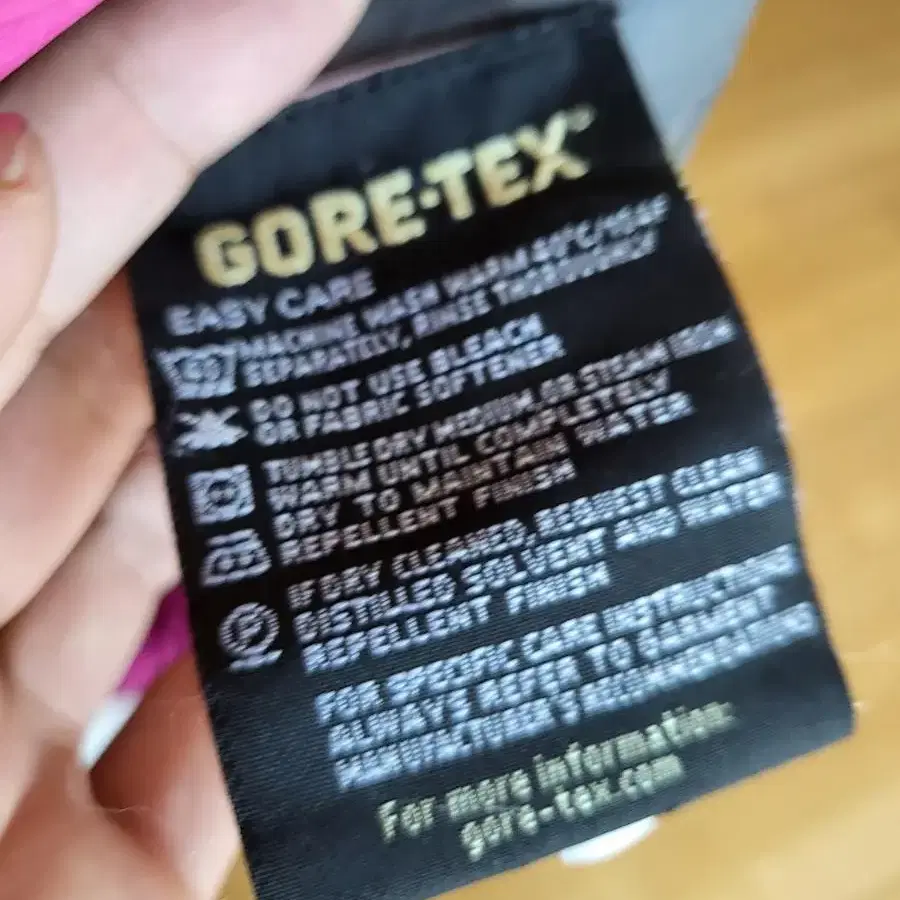 GORE-TEX®
EASY CARE
MACHINE WASH WARM 40°C/104F
SEPARATELY, RINSE THOROUGHLY
DO NOT USE BLEACH
OR FABRIC SOFTENER
TUMBLE DRY MEDIUM, OR STEAM IRON
WARM UNTIL COMPLETELY
DRY TO MAINTAIN WATER
REPELLENT FINISH
IF DRY CLEANED, REQUEST CLEAR
DISTILLED SOLVENT AND WATER
REPELLENT FINISH
FOR SPECIFIC CARE INSTRUCTIONS
ALWAYS REFER TO GARMENT
MANUFACTURER'S RECOMMENDATIONS
For more information:
gore-tex.com